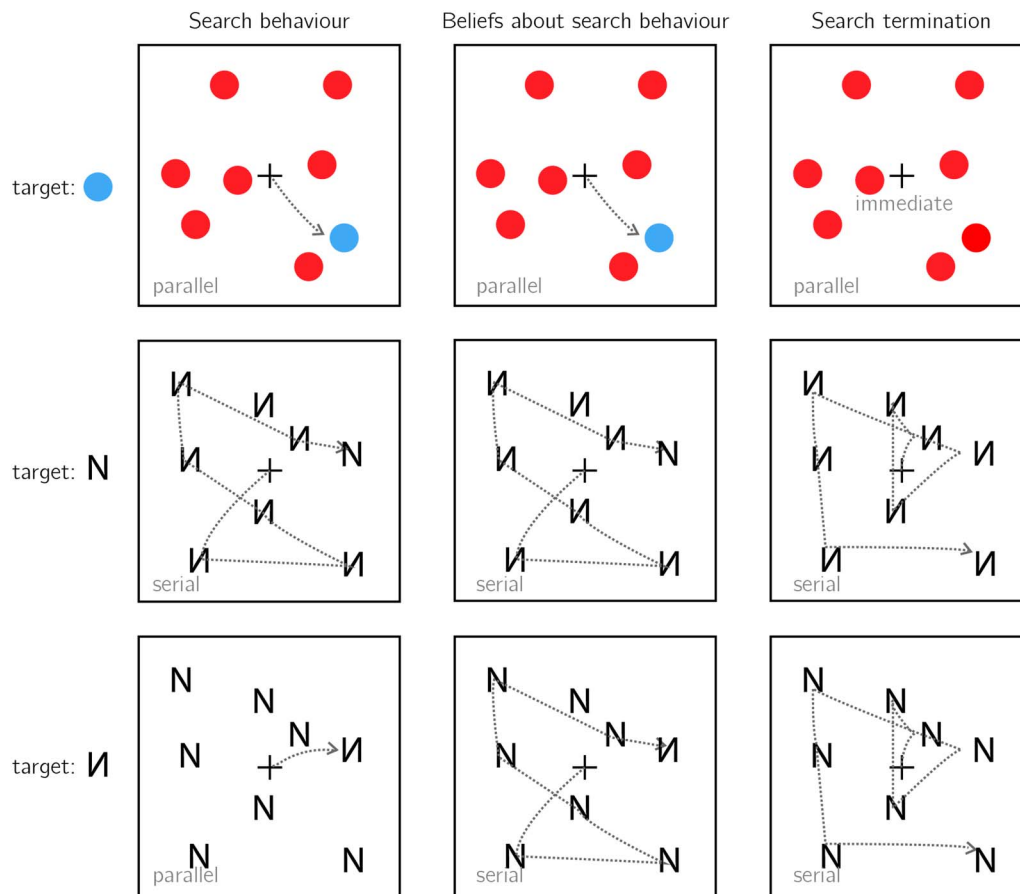 Search behaviour Beliefs about search behaviour Search termination
target:
immediate
parallel parallel parallel
И И И
И И И
И И И
target: N И N И N И И
И И И
И И И И И И
serial serial serial
N N N
N N N
N N N
target: И N И N И N N
N N N
N N N N N N
parallel serial serial